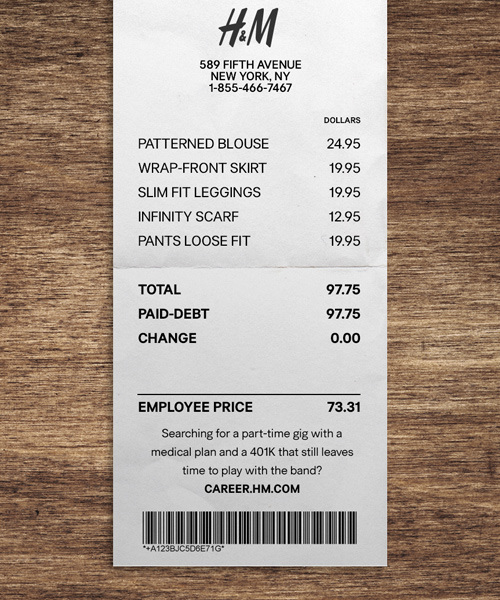 H&M
589 FIFTH AVENUE
NEW YORK, NY
1-855-466-7467
DOLLARS
PATTERNED BLOUSE 24.95
WRAP-FRONT SKIRT 19.95
SLIM FIT LEGGINGS 19.95
INFINITY SCARF 12.95
PANTS LOOSE FIT 19.95
TOTAL 97.75
PAID-DEBT 97.75
CHANGE 0.00
EMPLOYEE PRICE 73.31
Searching for a part-time gig with a
medical plan and a 401K that still leaves
time to play with the band?
CAREER.HM.COM
*+A123BJC5D6E71G*